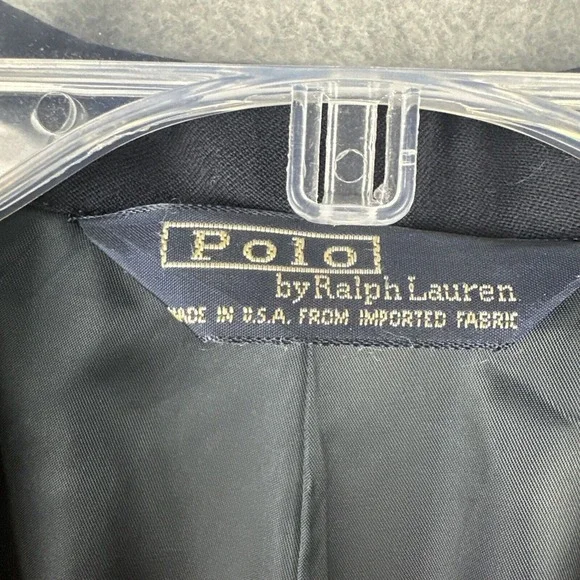 Polo
by Ralph Lauren
MADE IN U.S.A. FROM IMPORTED FABRIC